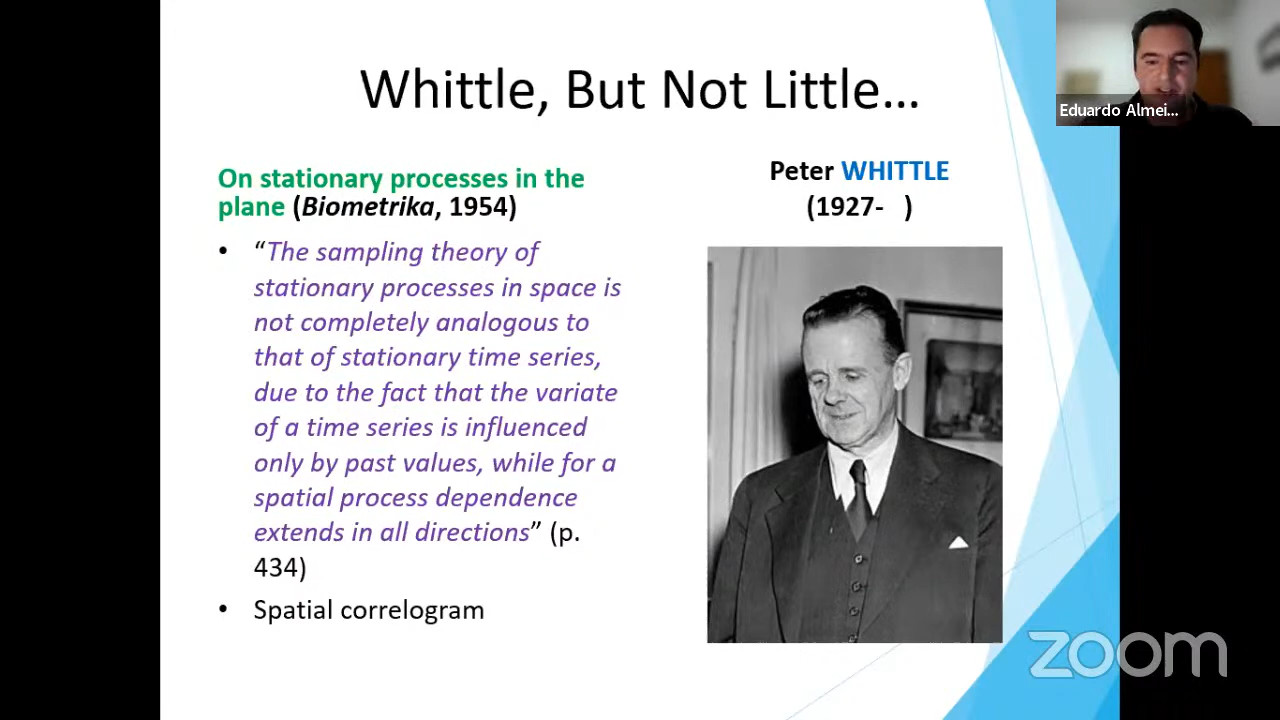 Whittle, But Not Little…
On stationary processes in the
plane (Biometrika, 1954)
• “The sampling theory of
stationary processes in space is
not completely analogous to
that of stationary time series,
due to the fact that the variate
of a time series is influenced
only by past values, while for a
spatial process dependence
extends in all directions” (p.
434)
• Spatial correlogram
Peter WHITTLE
(1927- )
Eduardo Almei...
zoom